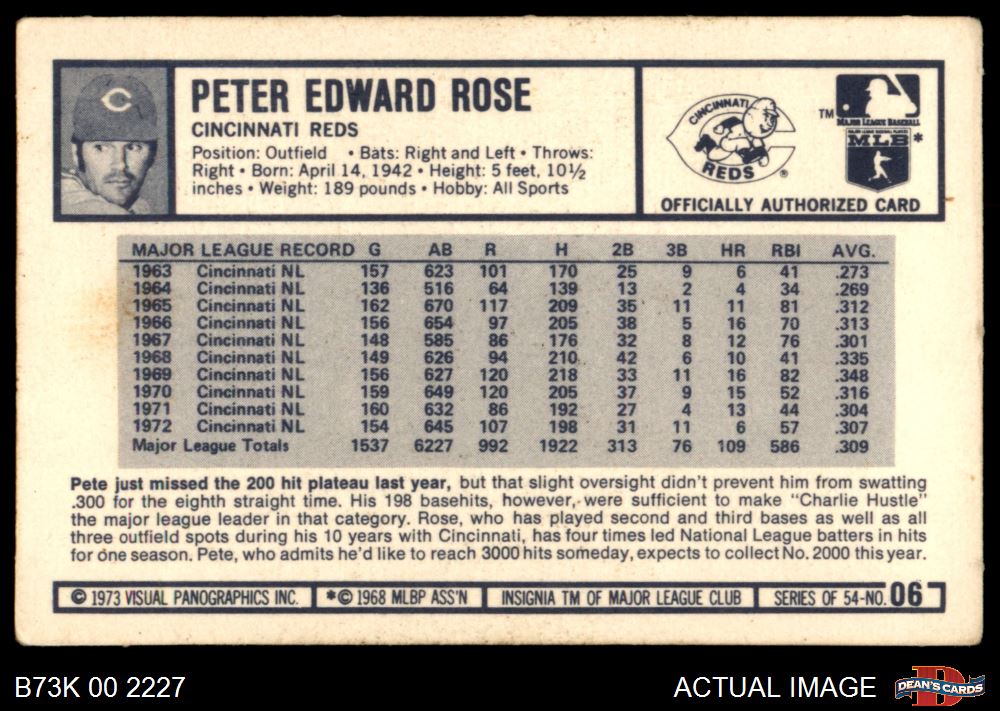 PETER EDWARD ROSE
CINCINNATI REDS
Position: Outfield • Bats: Right and Left • Throws:
Right • Born: April 14, 1942 • Height: 5 feet, 10½
inches • Weight: 189 pounds • Hobby: All Sports
CINCINNATI
REDS ®
TM
MAJOR LEAGUE BASEBALL
MAJOR LEAGUE BASEBALL PLAYERS
MLB *
OFFICIALLY AUTHORIZED CARD
MAJOR LEAGUE RECORD G AB R H 2B 3B HR RBI AVG.
1963 Cincinnati NL 157 623 101 170 25 9 6 41 .273
1964 Cincinnati NL 136 516 64 139 13 2 4 34 .269
1965 Cincinnati NL 162 670 117 209 35 11 11 81 .312
1966 Cincinnati NL 156 654 97 205 38 5 16 70 .313
1967 Cincinnati NL 148 585 86 176 32 8 12 76 .301
1968 Cincinnati NL 149 626 94 210 42 6 10 41 .335
1969 Cincinnati NL 156 627 120 218 33 11 16 82 .348
1970 Cincinnati NL 159 649 120 205 37 9 15 52 .316
1971 Cincinnati NL 160 632 86 192 27 4 13 44 .304
1972 Cincinnati NL 154 645 107 198 31 11 6 57 .307
Major League Totals 1537 6227 992 1922 313 76 109 586 .309
Pete just missed the 200 hit plateau last year, but that slight oversight didn't prevent him from swatting
.300 for the eighth straight time. His 198 basehits, however, were sufficient to make "Charlie Hustle"
the major league leader in that category. Rose, who has played second and third bases as well as all
three outfield spots during his 10 years with Cincinnati, has four times led National League batters in hits
for one season. Pete, who admits he'd like to reach 3000 hits someday, expects to collect No. 2000 this year.
© 1973 VISUAL PANOGRAPHICS INC. *© 1968 MLBP ASS'N INSIGNIA TM OF MAJOR LEAGUE CLUB SERIES OF 54-NO. 06
B73K 00 2227
ACTUAL IMAGE
DEAN'S CARDS